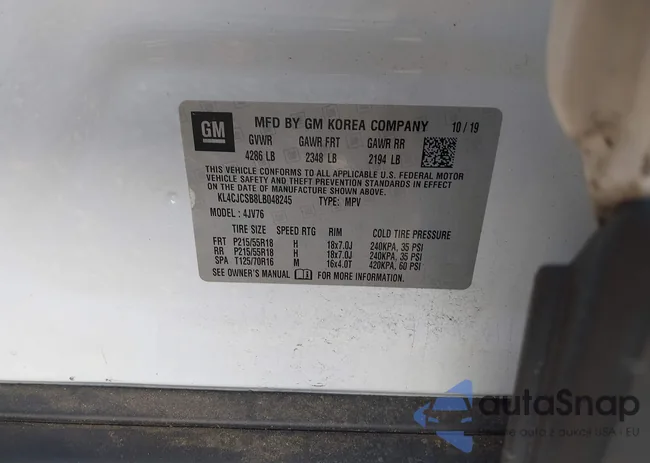 GM
MFD BY GM KOREA COMPANY 10/19
GVWR GAWR FRT GAWR RR
4286 LB 2348 LB 2194 LB
THIS VEHICLE CONFORMS TO ALL APPLICABLE U.S. FEDERAL MOTOR
VEHICLE SAFETY AND THEFT PREVENTION STANDARDS IN EFFECT
ON THE DATE OF MANUFACTURE SHOWN ABOVE.
KL4CJCSB8LB048245 TYPE: MPV
MODEL: 4JV76
TIRE SIZE SPEED RTG RIM COLD TIRE PRESSURE
FRT P215/55R18 H 18x7.0J 240KPA, 35 PSI
RR P215/55R18 H 18x7.0J 240KPA, 35 PSI
SPA T125/70R16 M 16x4.0T 420KPA, 60 PSI
SEE OWNER'S MANUAL FOR MORE INFORMATION.
autoSnap
auto z aukcji USA - EU